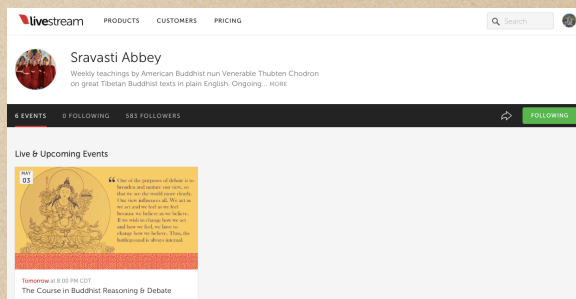 livestream PRODUCTS CUSTOMERS PRICING Search
Sravasti Abbey
Weekly teachings by American Buddhist nun Venerable Thubten Chodron
on great Tibetan Buddhist texts in plain English. Ongoing... MORE
6 EVENTS 0 FOLLOWING 583 FOLLOWERS FOLLOWING
Live & Upcoming Events
MAY
03
“ One of the purposes of debate is to
broaden and mature our view, so
that we see the world more clearly.
Our view influences all. We act as
we act and we feel as we feel
because we believe as we believe.
If we wish to change how we act
and how we feel, we have to
change how we believe. Thus, the
battleground is always internal.
Tomorrow at 8:00 PM CDT
The Course in Buddhist Reasoning & Debate